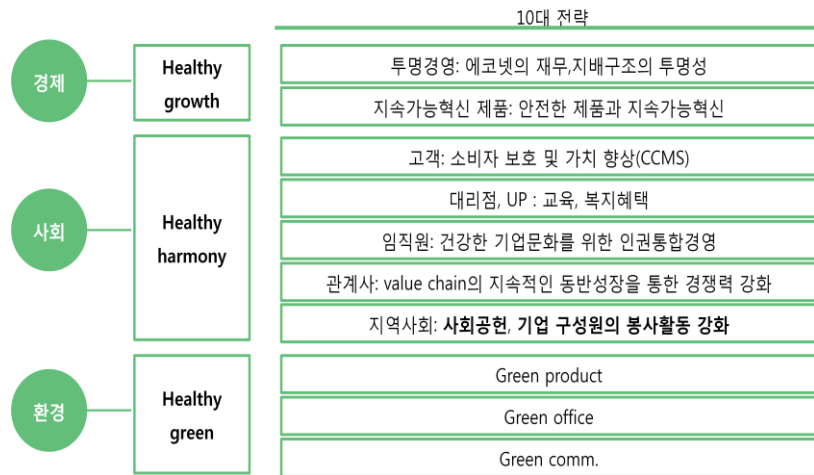 10대 전략
경제
Healthy
growth
투명경영: 에코넷의 재무,지배구조의 투명성
지속가능혁신 제품: 안전한 제품과 지속가능혁신
사회
Healthy
harmony
고객: 소비자 보호 및 가치 향상(CCMS)
대리점, UP : 교육, 복지혜택
임직원: 건강한 기업문화를 위한 인권통합경영
관계사: value chain의 지속적인 동반성장을 통한 경쟁력 강화
지역사회: 사회공헌, 기업 구성원의 봉사활동 강화
환경
Healthy
green
Green product
Green office
Green comm.